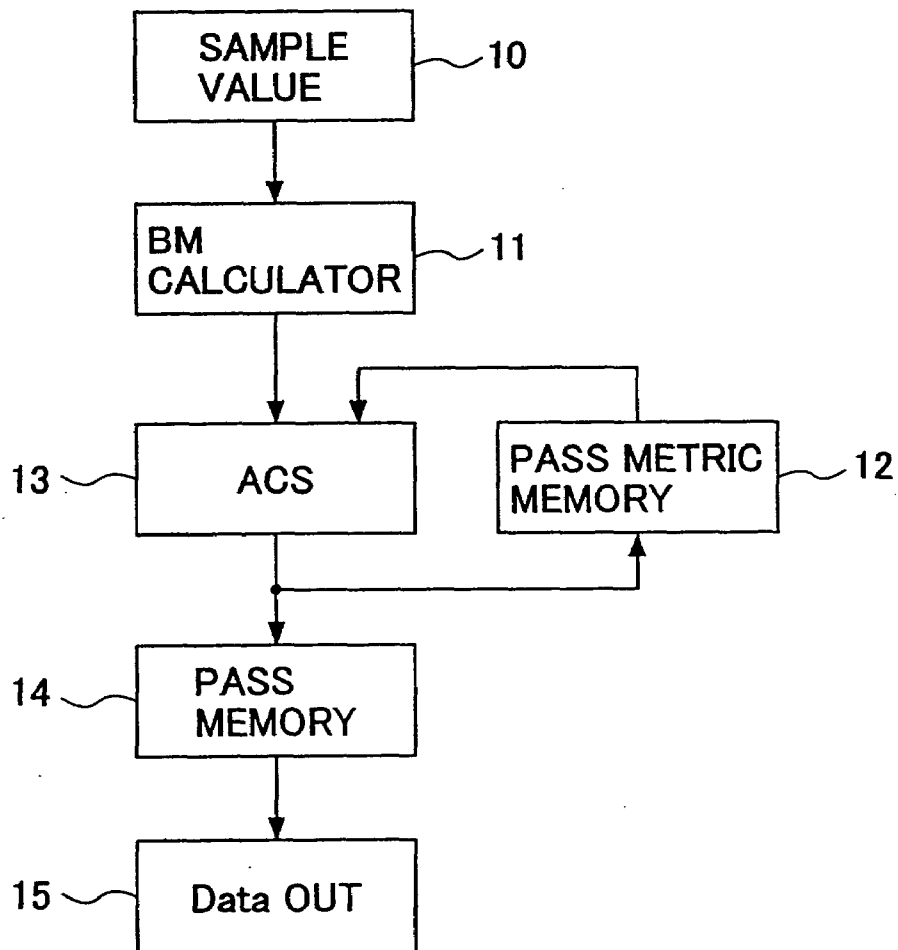 SAMPLE
VALUE
10
BM
CALCULATOR
11
13
ACS
PASS METRIC
MEMORY
12
14
PASS
MEMORY
15
Data OUT